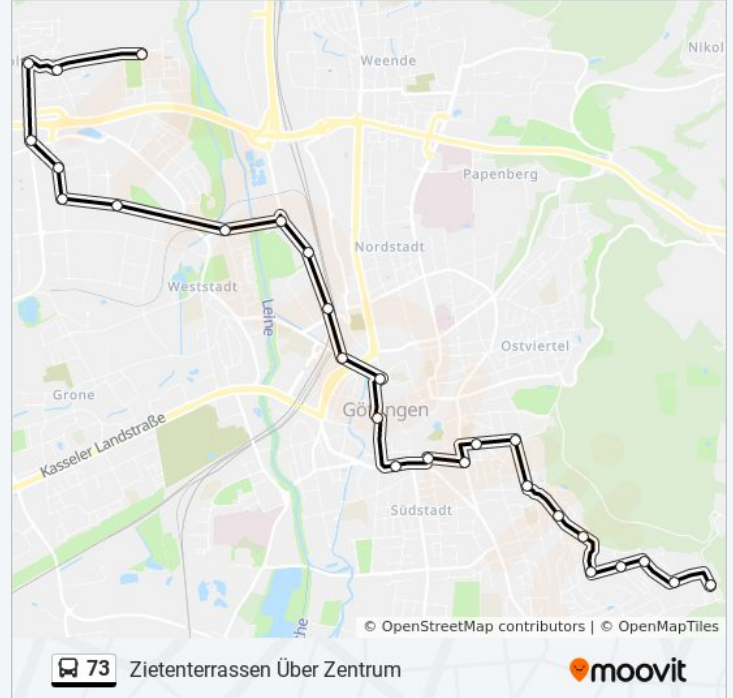 Nikol
Weende
Papenberg
Nordstadt
Weststadt
Leine
Ostviertel
Grone
Göttingen
Kasseler Landstraße
Südstadt
© OpenStreetMap contributors | © OpenMapTiles
73 Zietenterrassen Über Zentrum
moovit